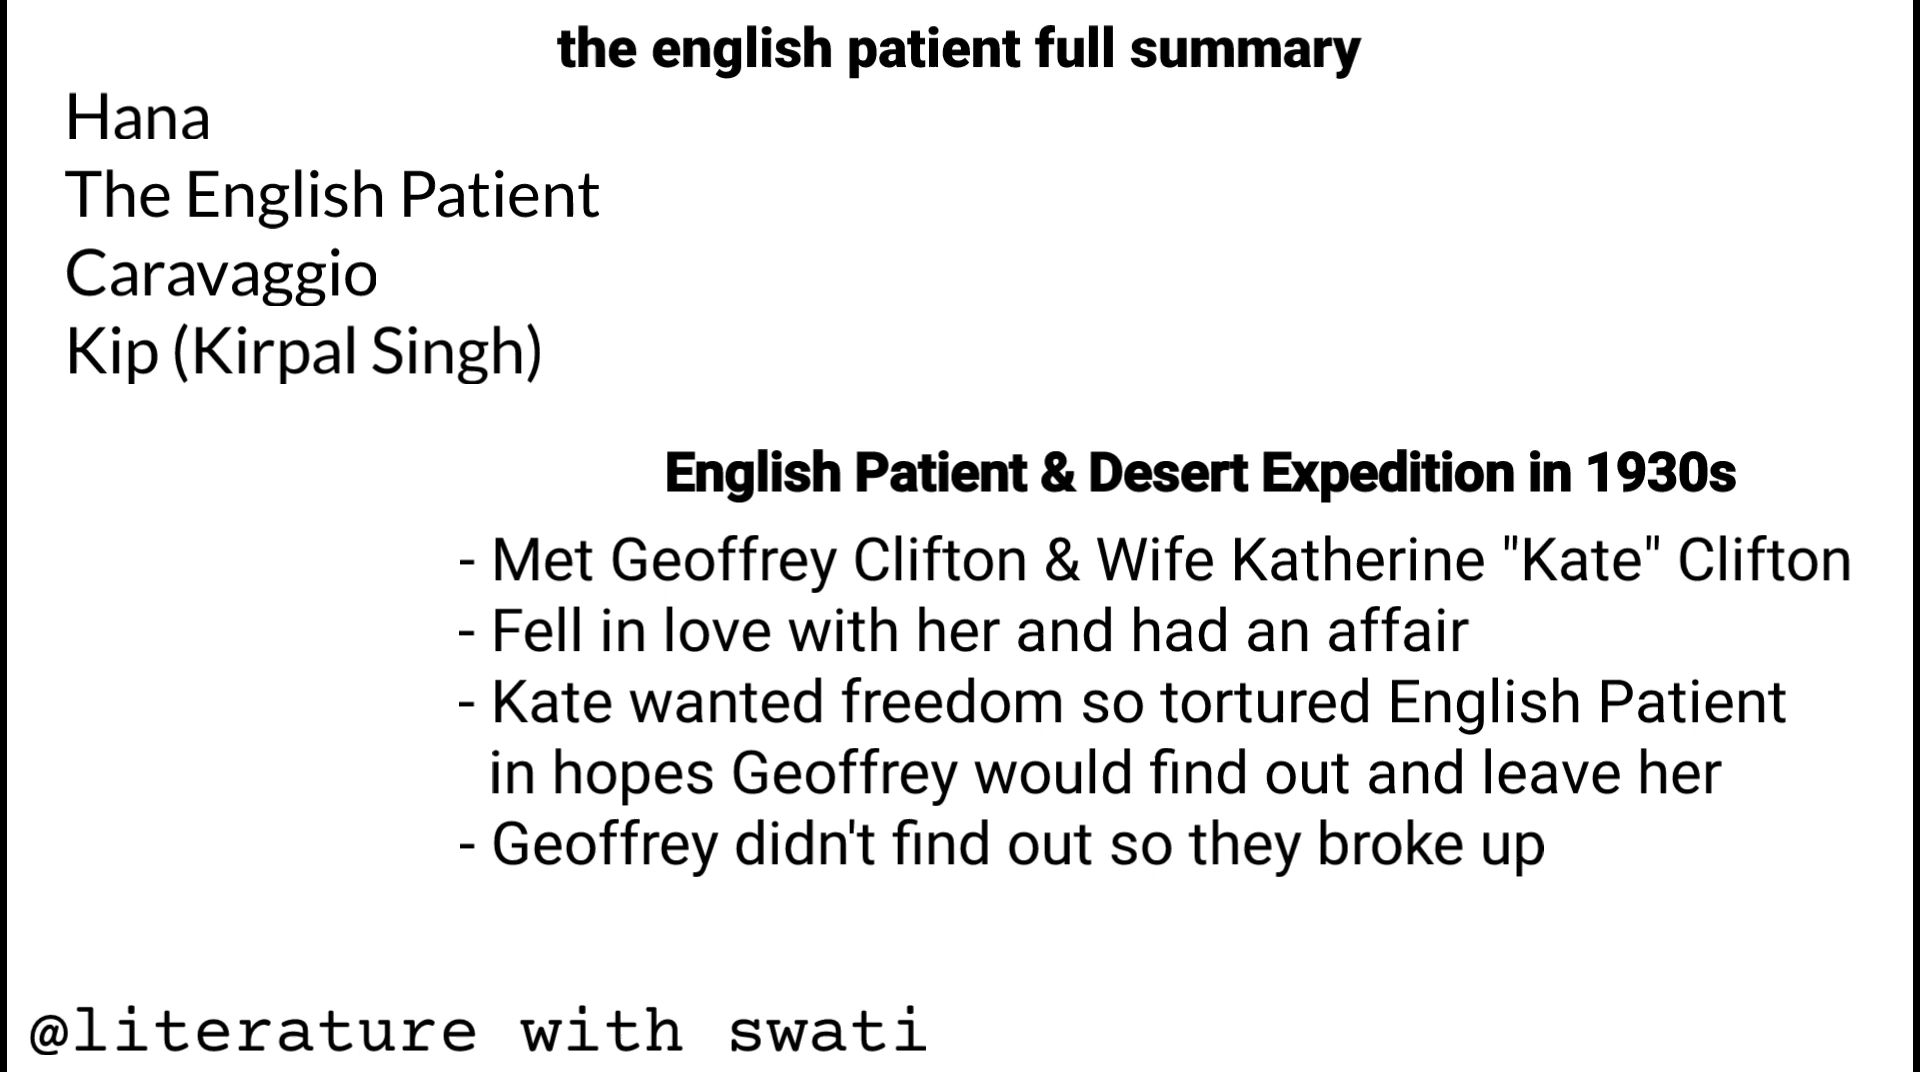 the english patient full summary
Hana
The English Patient
Caravaggio
Kip (Kirpal Singh)
English Patient & Desert Expedition in 1930s
- Met Geoffrey Clifton & Wife Katherine "Kate" Clifton
- Fell in love with her and had an affair
- Kate wanted freedom so tortured English Patient
in hopes Geoffrey would find out and leave her
- Geoffrey didn't find out so they broke up
@literature with swati